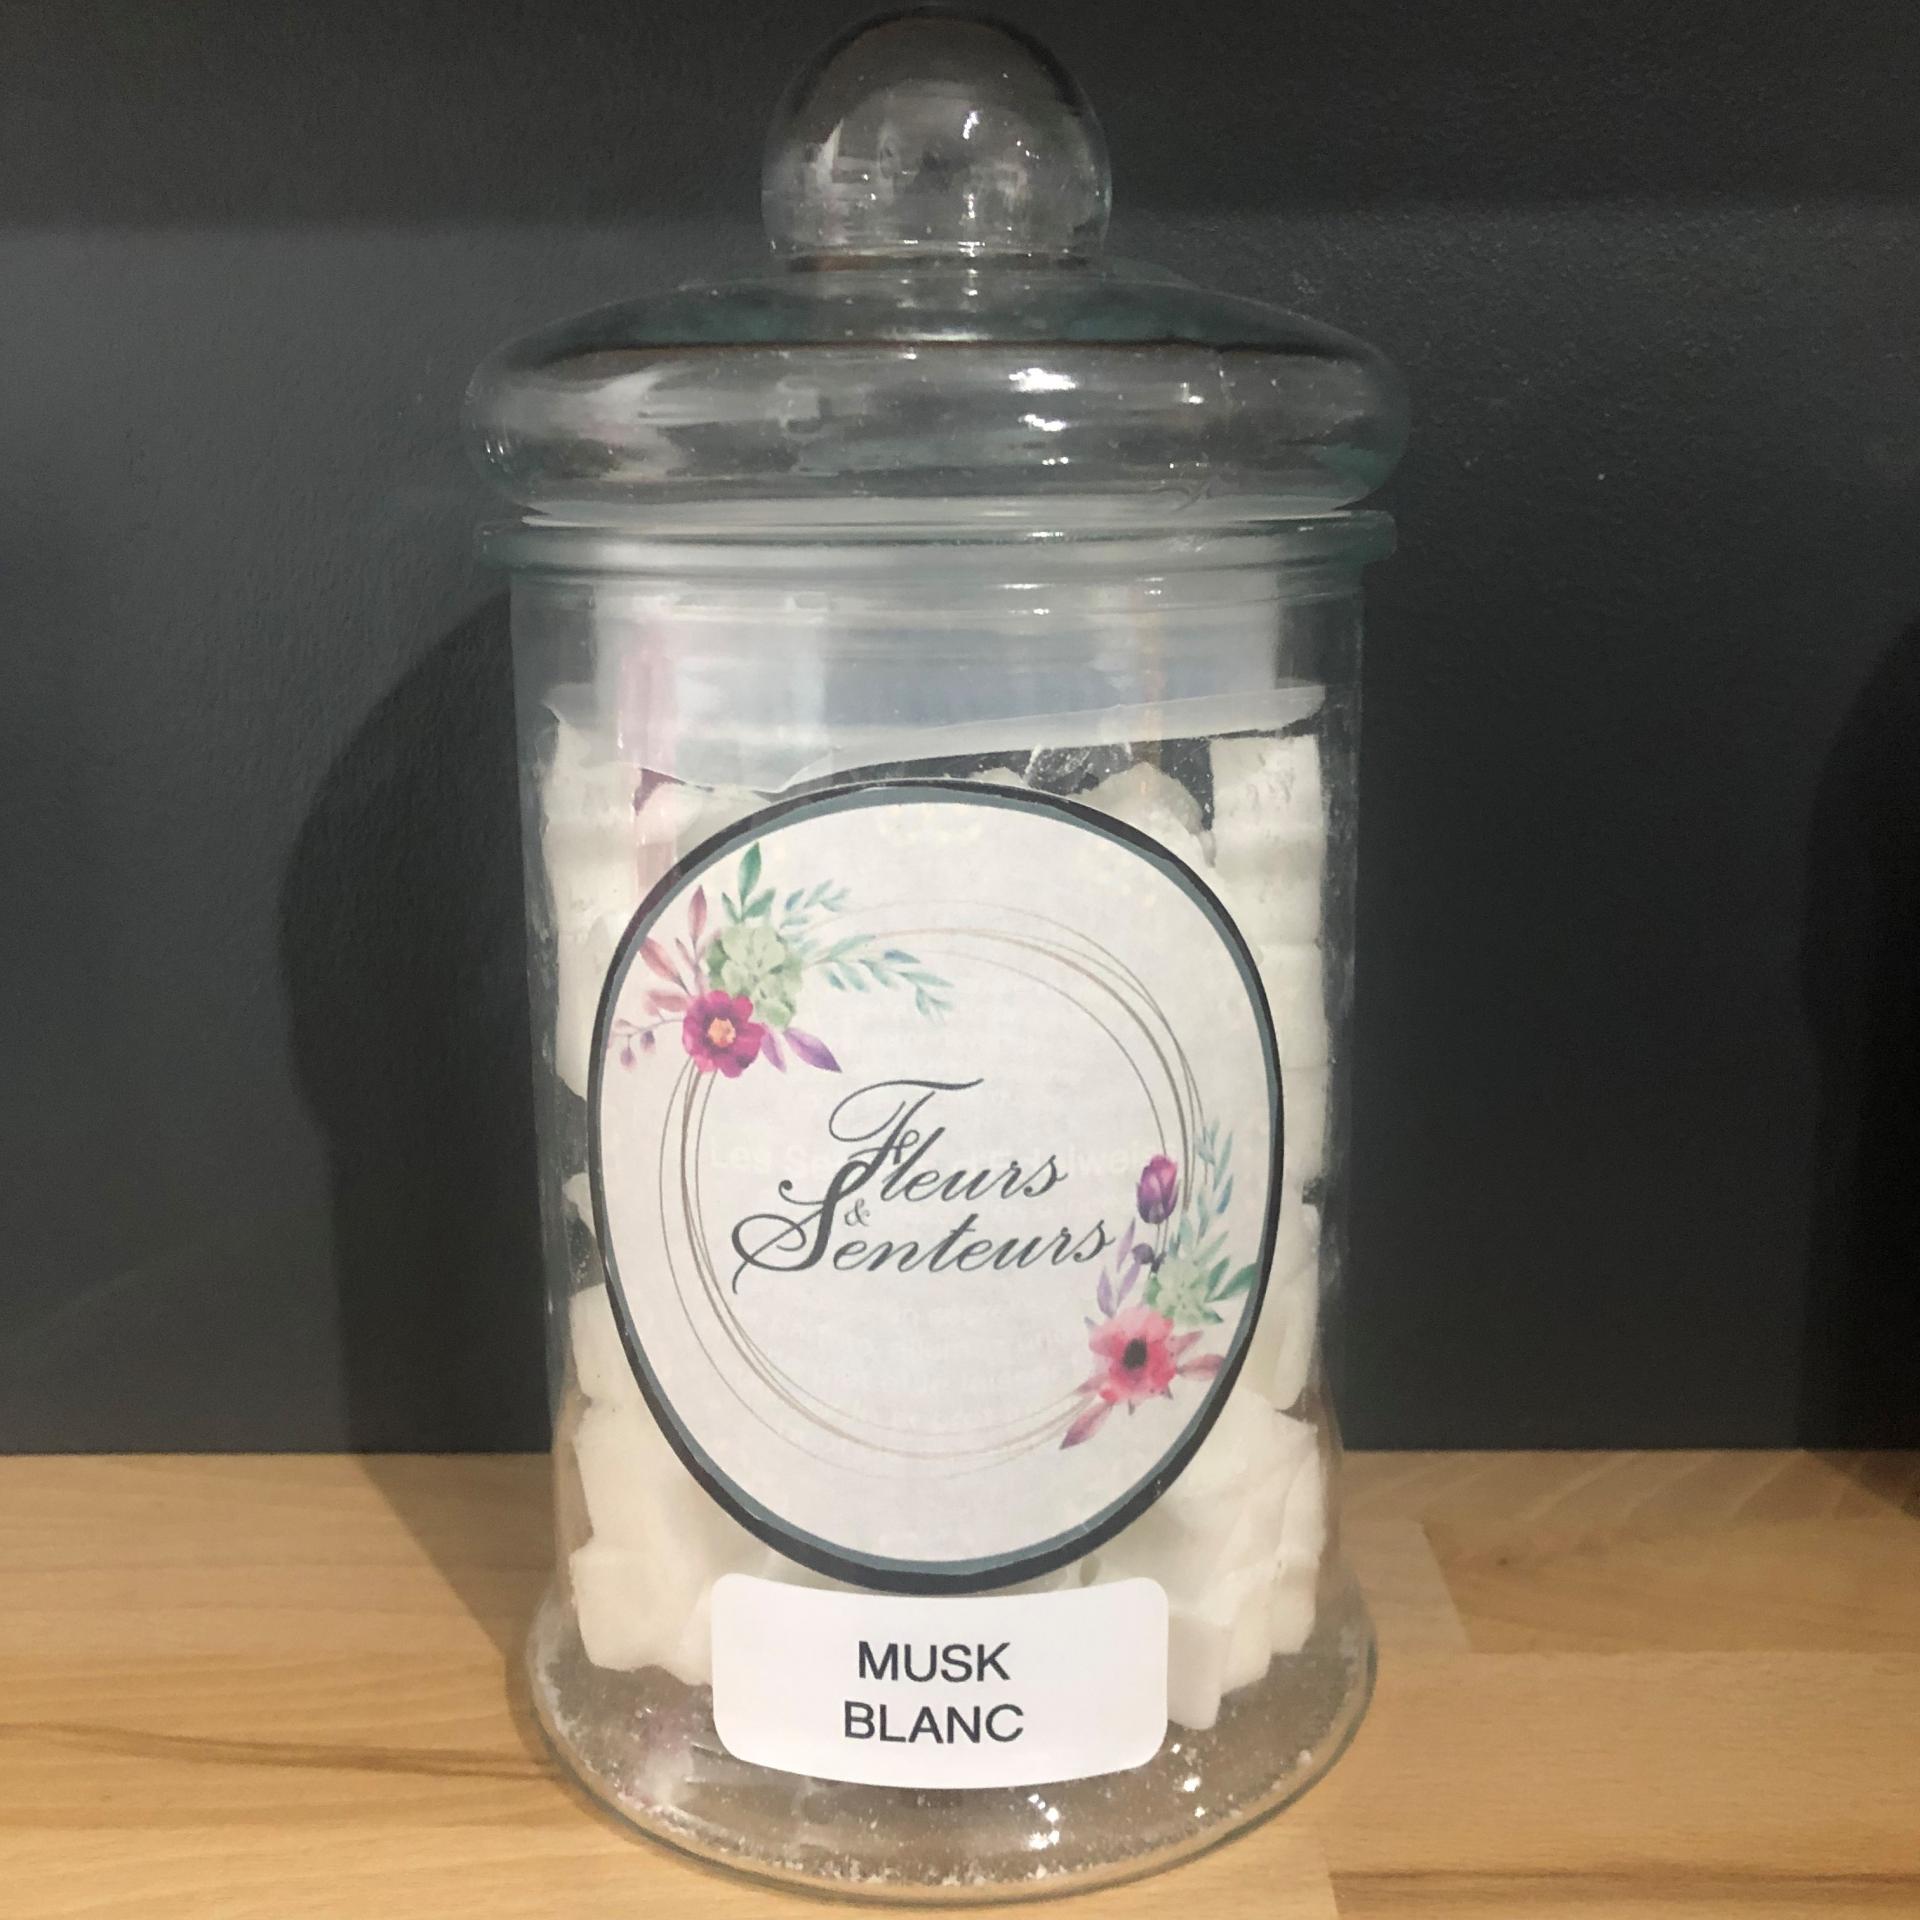 Fleurs
&
Senteurs
MUSK
BLANC